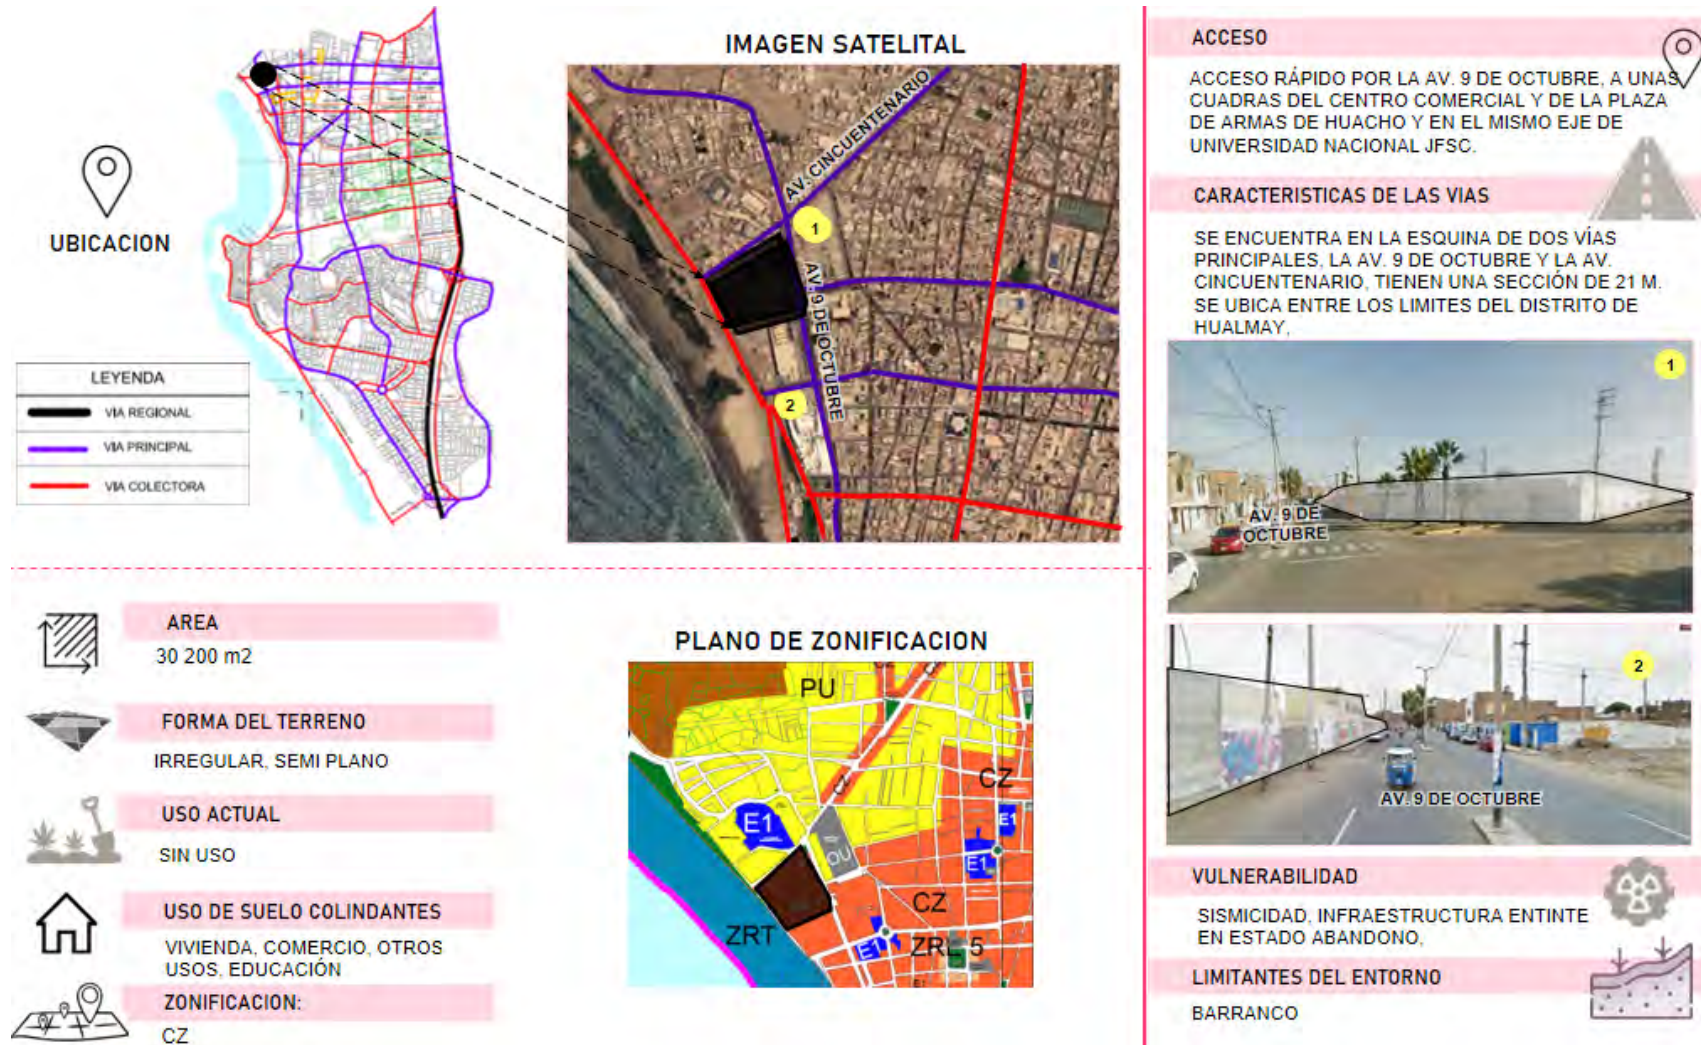 UBICACION
LEYENDA
VIA REGIONAL
VIA PRINCIPAL
VIA COLECTORA
IMAGEN SATELITAL
AV. CINCUENTENARIO
1
AV. 9 DE OCTUBRE
2
AREA
30 200 m2
FORMA DEL TERRENO
IRREGULAR, SEMI PLANO
USO ACTUAL
SIN USO
USO DE SUELO COLINDANTES
VIVIENDA, COMERCIO, OTROS
USOS, EDUCACIÓN
ZONIFICACION:
CZ
PLANO DE ZONIFICACION
PU
CZ
CZ
E1
E1
OU
E1
CZ
ZRT
E1
ZRL 5
E1
ACCESO
ACCESO RÁPIDO POR LA AV. 9 DE OCTUBRE, A UNAS
CUADRAS DEL CENTRO COMERCIAL Y DE LA PLAZA
DE ARMAS DE HUACHO Y EN EL MISMO EJE DE
UNIVERSIDAD NACIONAL JFSC.
CARACTERISTICAS DE LAS VIAS
SE ENCUENTRA EN LA ESQUINA DE DOS VÍAS
PRINCIPALES, LA AV. 9 DE OCTUBRE Y LA AV.
CINCUENTENARIO, TIENEN UNA SECCIÓN DE 21 M.
SE UBICA ENTRE LOS LIMITES DEL DISTRITO DE
HUALMAY,
1
AV. 9 DE
OCTUBRE
2
AV. 9 DE OCTUBRE
VULNERABILIDAD
SISMICIDAD, INFRAESTRUCTURA ENTINTE
EN ESTADO ABANDONO,
LIMITANTES DEL ENTORNO
BARRANCO